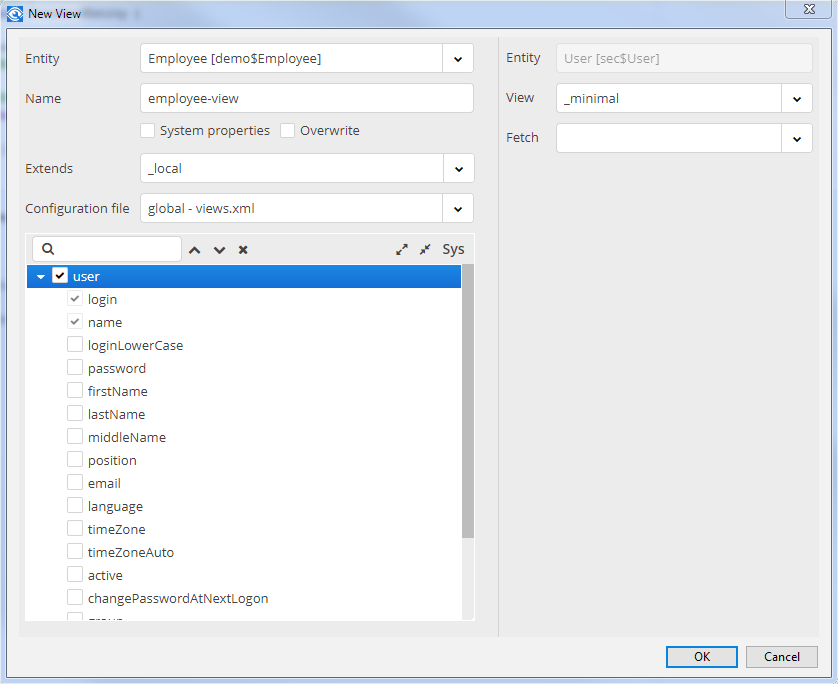 New View
Entity
Employee [demo$Employee]
Name
employee-view
System properties
Overwrite
Extends
_local
Configuration file
global - views.xml
Sys
user
login
name
loginLowerCase
password
firstName
lastName
middleName
position
email
language
timeZone
timeZoneAuto
active
changePasswordAtNextLogon
Entity
User [sec$User]
View
_minimal
Fetch
OK
Cancel